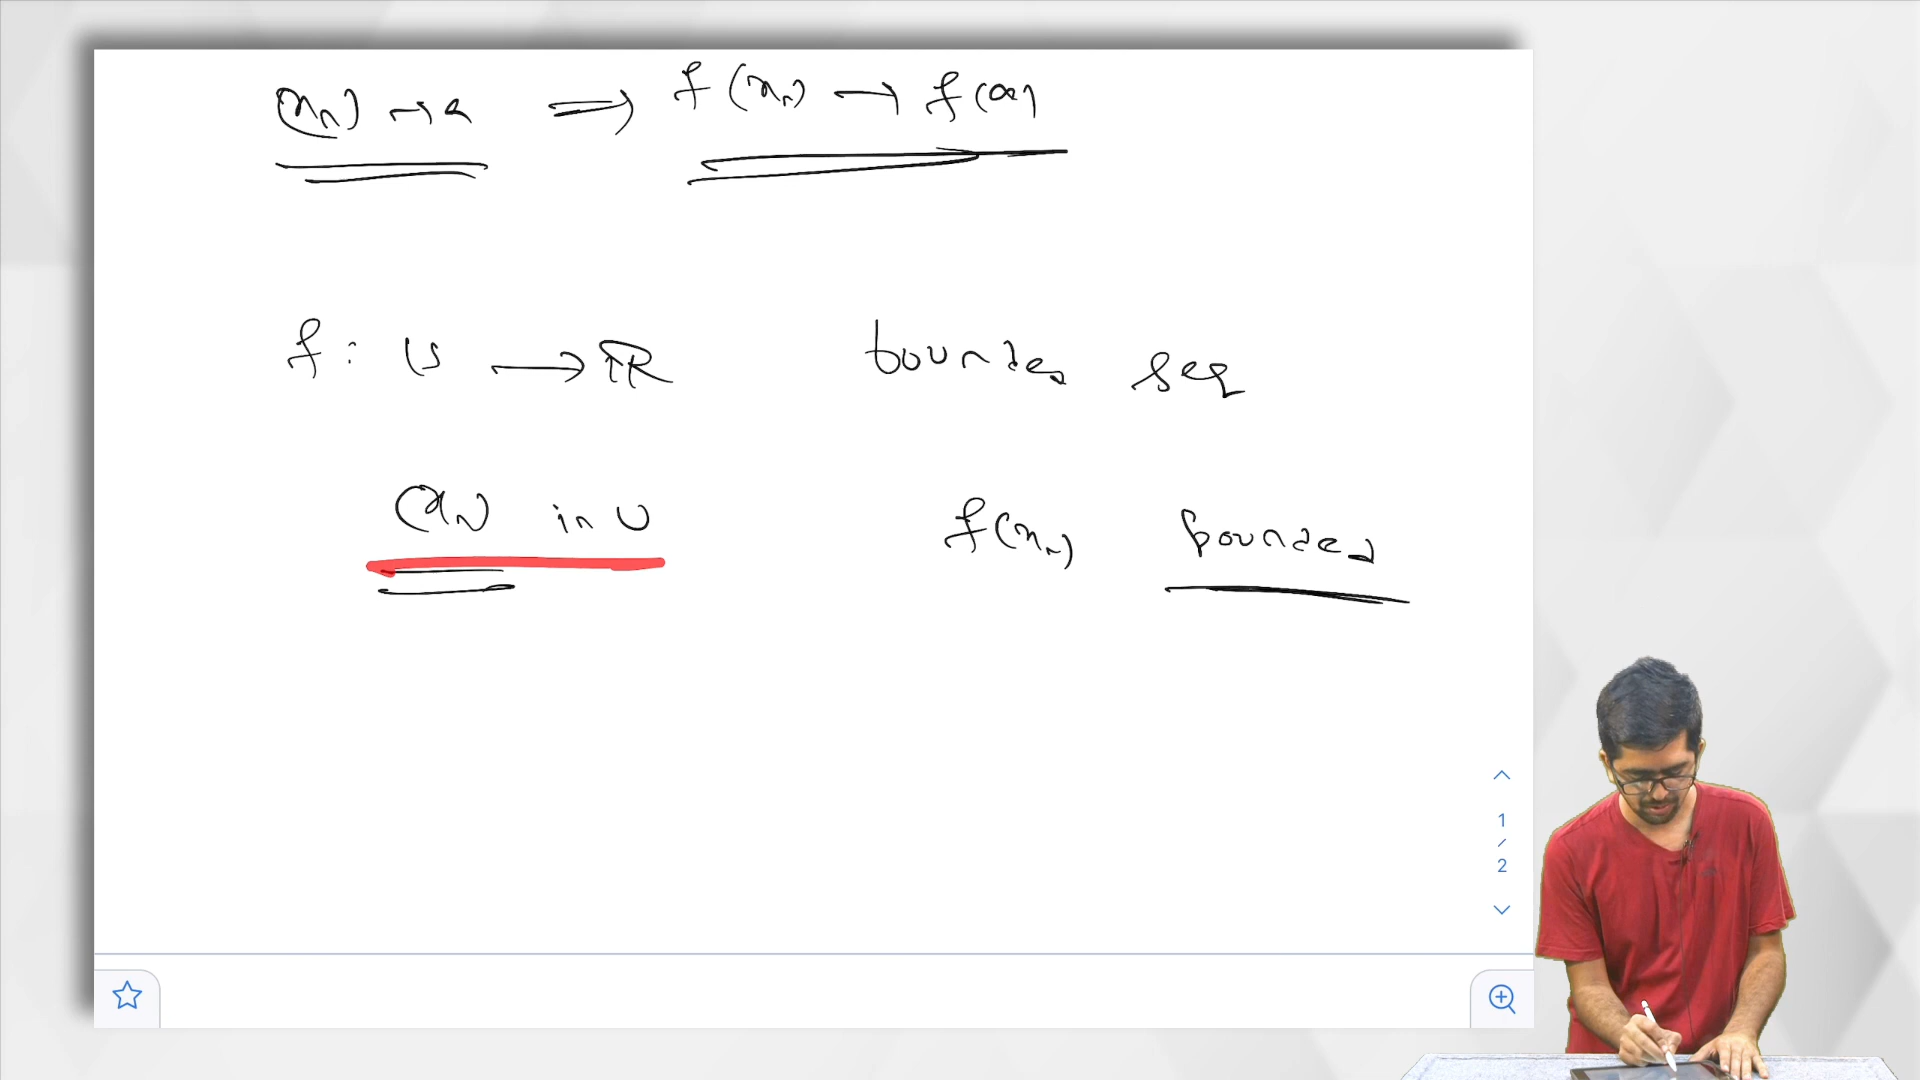 (xₙ) → a ⟹ f(xₙ) → f(a)
f: U → ℝ bounded seq
(xₙ) in U f(xₙ) bounded
1
/
2